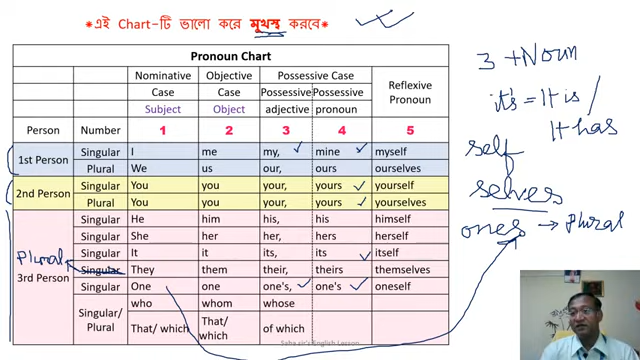 * এই Chart-টি ভালো করে মুখস্থ করবে *
Pronoun Chart
Nominative Case Subject
Objective Case Object
Possessive Case
Possessive adjective
Possessive pronoun
Reflexive Pronoun
Person Number 1 2 3 4 5
1st Person
Singular I me my, mine myself
Plural We us our, ours ourselves
2nd Person
Singular You you your, yours yourself
Plural You you your, yours yourselves
3rd Person
Singular He him his, his himself
Singular She her her, hers herself
Singular It it its, its itself
Plural
Singular They them their, theirs themselves
Singular One one one's, one's oneself
Singular/ Plural
who whom whose
That/ which That/ which of which
Saha sir's English Lesson
3 + Noun
it's = It is /
It has
self
selves
ones → Plural